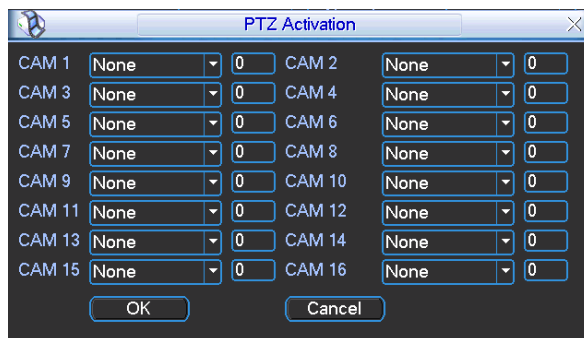 PTZ Activation
CAM 1 None 0 CAM 2 None 0
CAM 3 None 0 CAM 4 None 0
CAM 5 None 0 CAM 6 None 0
CAM 7 None 0 CAM 8 None 0
CAM 9 None 0 CAM 10 None 0
CAM 11 None 0 CAM 12 None 0
CAM 13 None 0 CAM 14 None 0
CAM 15 None 0 CAM 16 None 0
OK Cancel